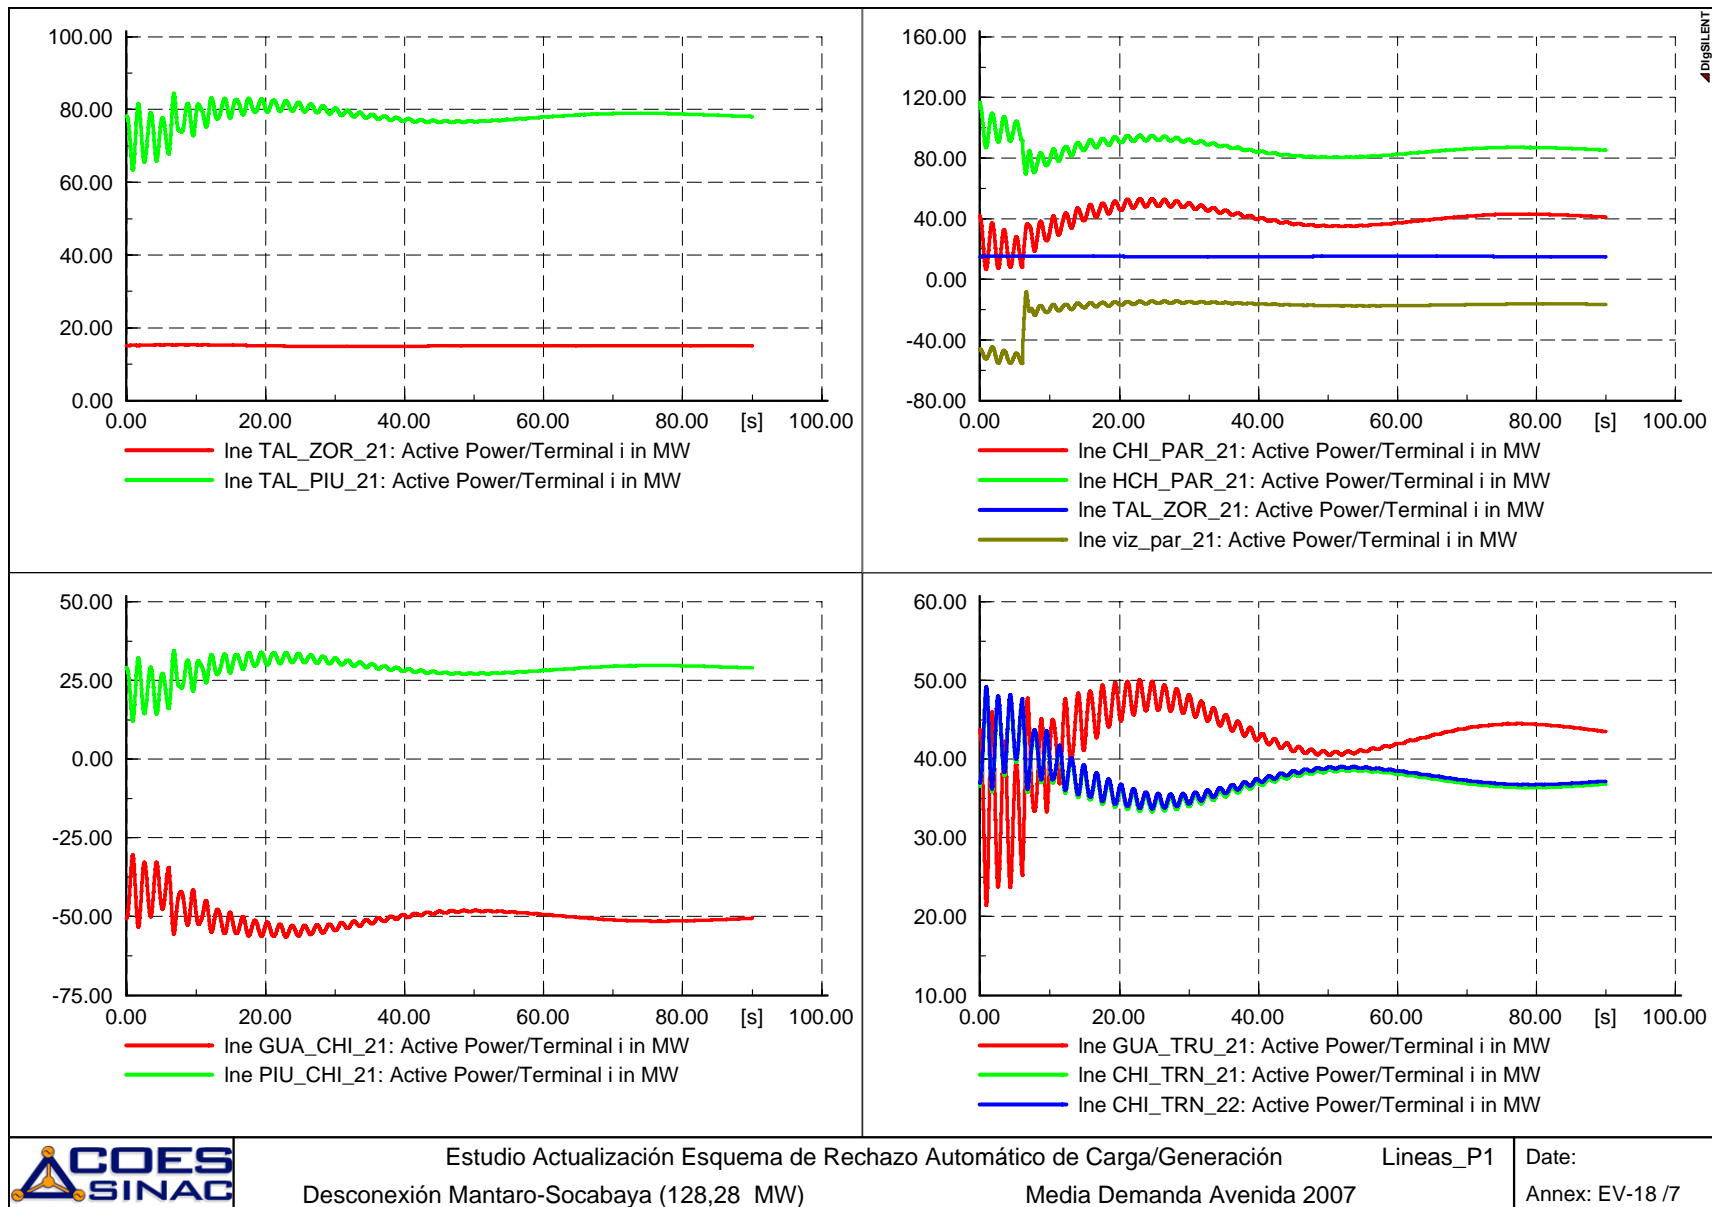 100.00
80.00
60.00
40.00
20.00
0.00
0.00 20.00 40.00 60.00 80.00 [s] 100.00
lne TAL_ZOR_21: Active Power/Terminal i in MW
lne TAL_PIU_21: Active Power/Terminal i in MW
160.00
120.00
80.00
40.00
0.00
-40.00
-80.00
0.00 20.00 40.00 60.00 80.00 [s] 100.00
lne CHI_PAR_21: Active Power/Terminal i in MW
lne HCH_PAR_21: Active Power/Terminal i in MW
lne TAL_ZOR_21: Active Power/Terminal i in MW
lne viz_par_21: Active Power/Terminal i in MW
DIgSILENT
50.00
25.00
0.00
-25.00
-50.00
-75.00
0.00 20.00 40.00 60.00 80.00 [s] 100.00
lne GUA_CHI_21: Active Power/Terminal i in MW
lne PIU_CHI_21: Active Power/Terminal i in MW
60.00
50.00
40.00
30.00
20.00
10.00
0.00 20.00 40.00 60.00 80.00 [s] 100.00
lne GUA_TRU_21: Active Power/Terminal i in MW
lne CHI_TRN_21: Active Power/Terminal i in MW
lne CHI_TRN_22: Active Power/Terminal i in MW
COES
SINAC
Estudio Actualización Esquema de Rechazo Automático de Carga/Generación Lineas_P1
Desconexión Mantaro-Socabaya (128,28 MW) Media Demanda Avenida 2007
Date:
Annex: EV-18 /7